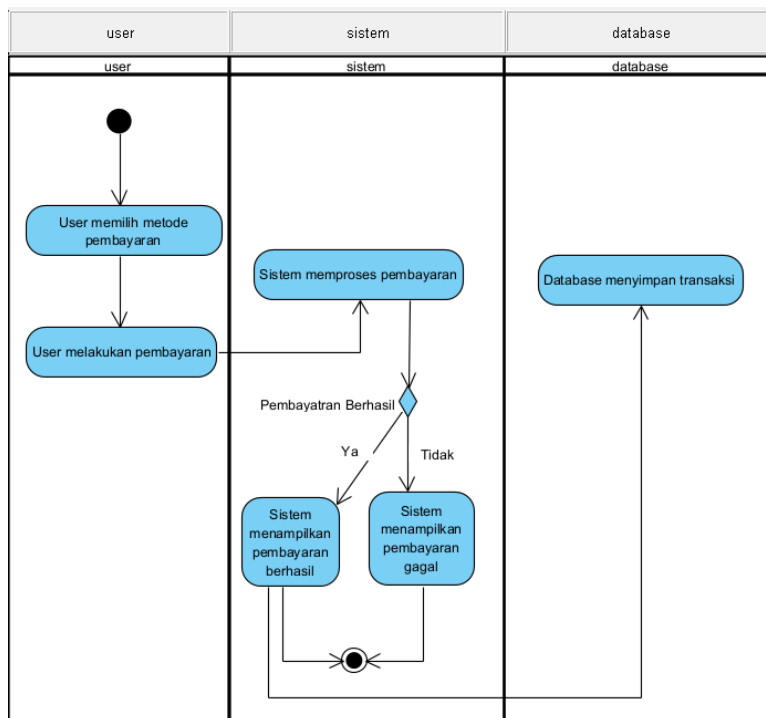 user
sistem
database
user
sistem
database
User memilih metode
pembayaran
User melakukan pembayaran
Sistem memproses pembayaran
Database menyimpan transaksi
Pembayatran Berhasil
Ya
Tidak
Sistem
menampilkan
pembayaran
berhasil
Sistem
menampilkan
pembayaran
gagal